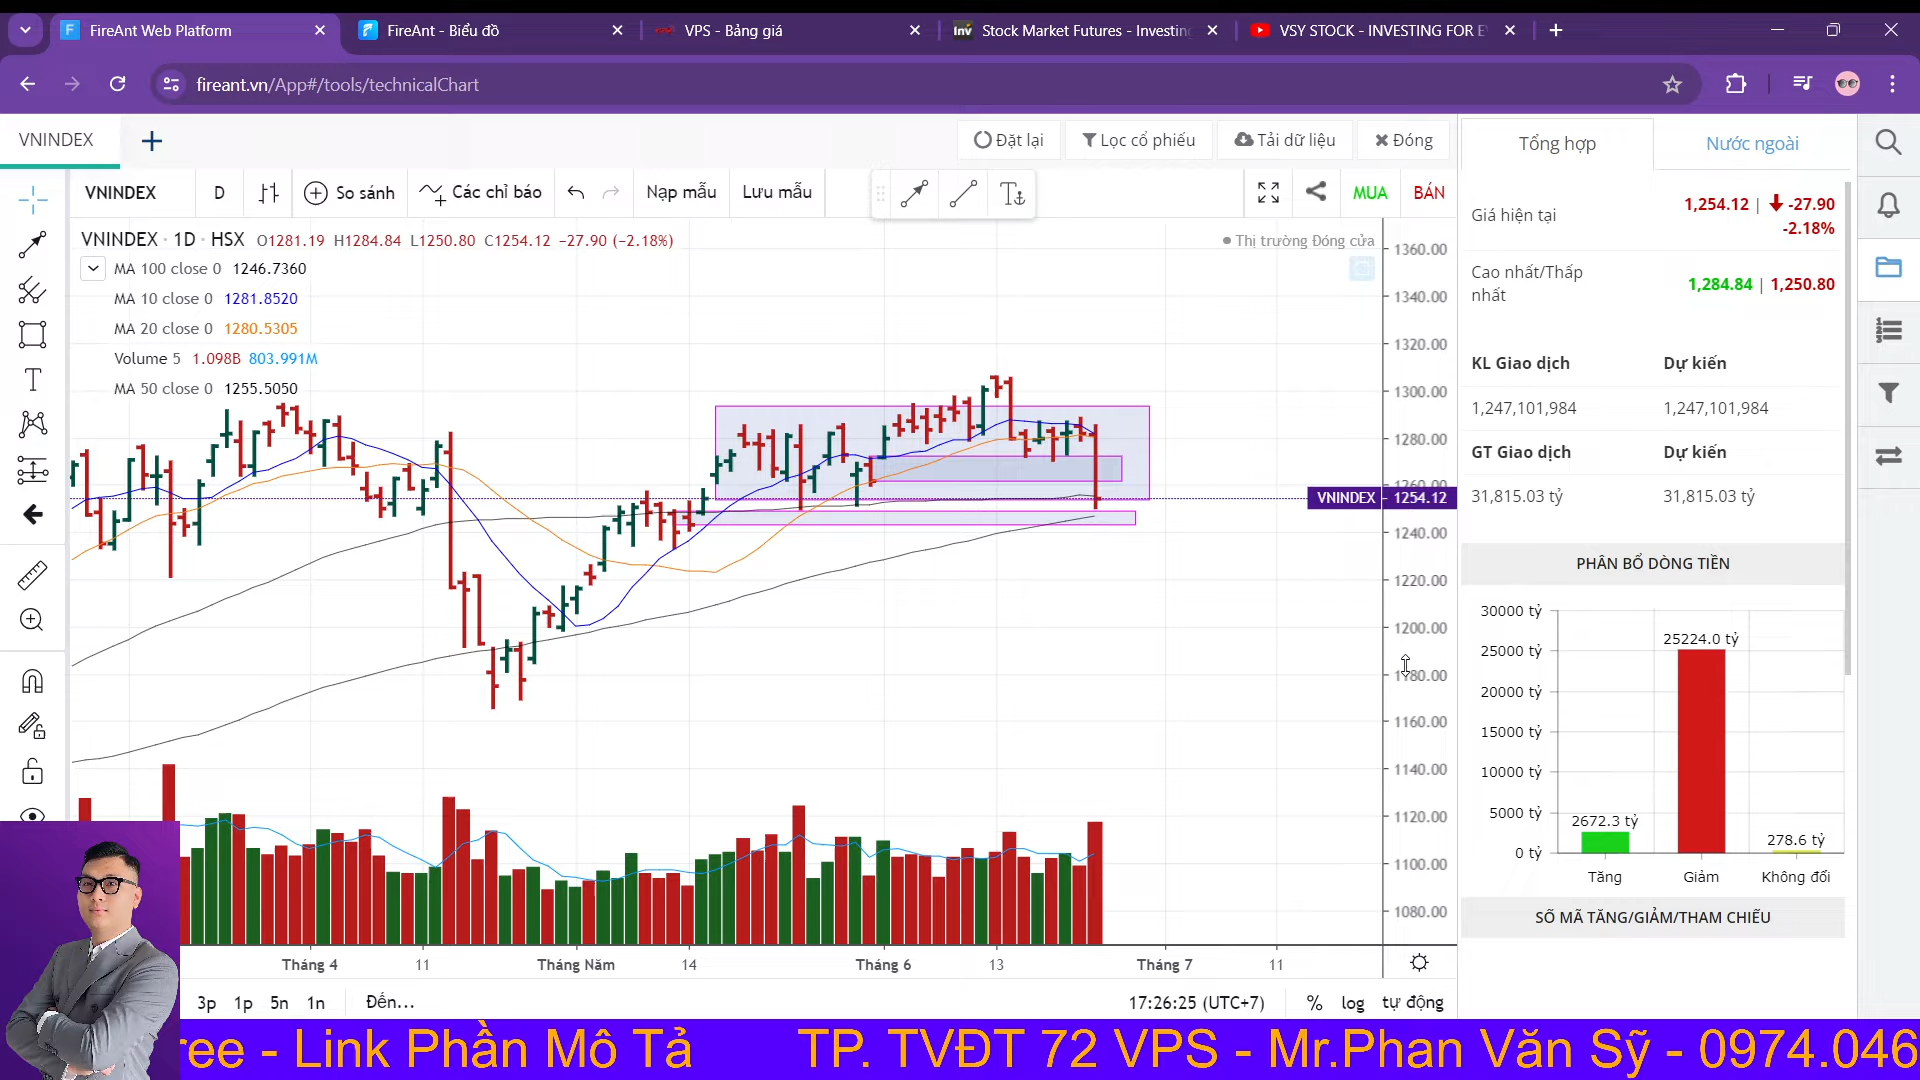 FireAnt Web Platform
FireAnt - Biểu đồ
VPS - Bảng giá
Stock Market Futures - Investing
VSY STOCK - INVESTING FOR E
fireant.vn/App#/tools/technicalChart
VNINDEX
Đặt lại
Lọc cổ phiếu
Tải dữ liệu
Đóng
Tổng hợp
Nước ngoài
VNINDEX
D
So sánh
Các chỉ báo
Nạp mẫu
Lưu mẫu
MUA
BÁN
VNINDEX · 1D · HSX O1281.19 H1284.84 L1250.80 C1254.12 −27.90 (−2.18%)
Thị trường Đóng cửa
MA 100 close 0 1246.7360
MA 10 close 0 1281.8520
MA 20 close 0 1280.5305
Volume 5 1.098B 803.991M
MA 50 close 0 1255.5050
1360.00
1340.00
1320.00
1300.00
1280.00
1260.00
VNINDEX 1254.12
1240.00
1220.00
1200.00
1180.00
1160.00
1140.00
1120.00
1100.00
1080.00
Tháng 4
11
Tháng Năm
14
Tháng 6
13
Tháng 7
11
3p 1p 5n 1n Đến...
17:26:25 (UTC+7)
% log tự động
Giá hiện tại
1,254.12 | -27.90
-2.18%
Cao nhất/Thấp
nhất
1,284.84 | 1,250.80
KL Giao dịch Dự kiến
1,247,101,984 1,247,101,984
GT Giao dịch Dự kiến
31,815.03 tỷ 31,815.03 tỷ
PHÂN BỔ DÒNG TIỀN
30000 tỷ
25000 tỷ
20000 tỷ
15000 tỷ
10000 tỷ
5000 tỷ
0 tỷ
2672.3 tỷ
25224.0 tỷ
278.6 tỷ
Tăng
Giảm
Không đổi
SỐ MÃ TĂNG/GIẢM/THAM CHIẾU
ree - Link Phần Mô Tả TP. TVĐT 72 VPS - Mr.Phan Văn Sỹ - 0974.046